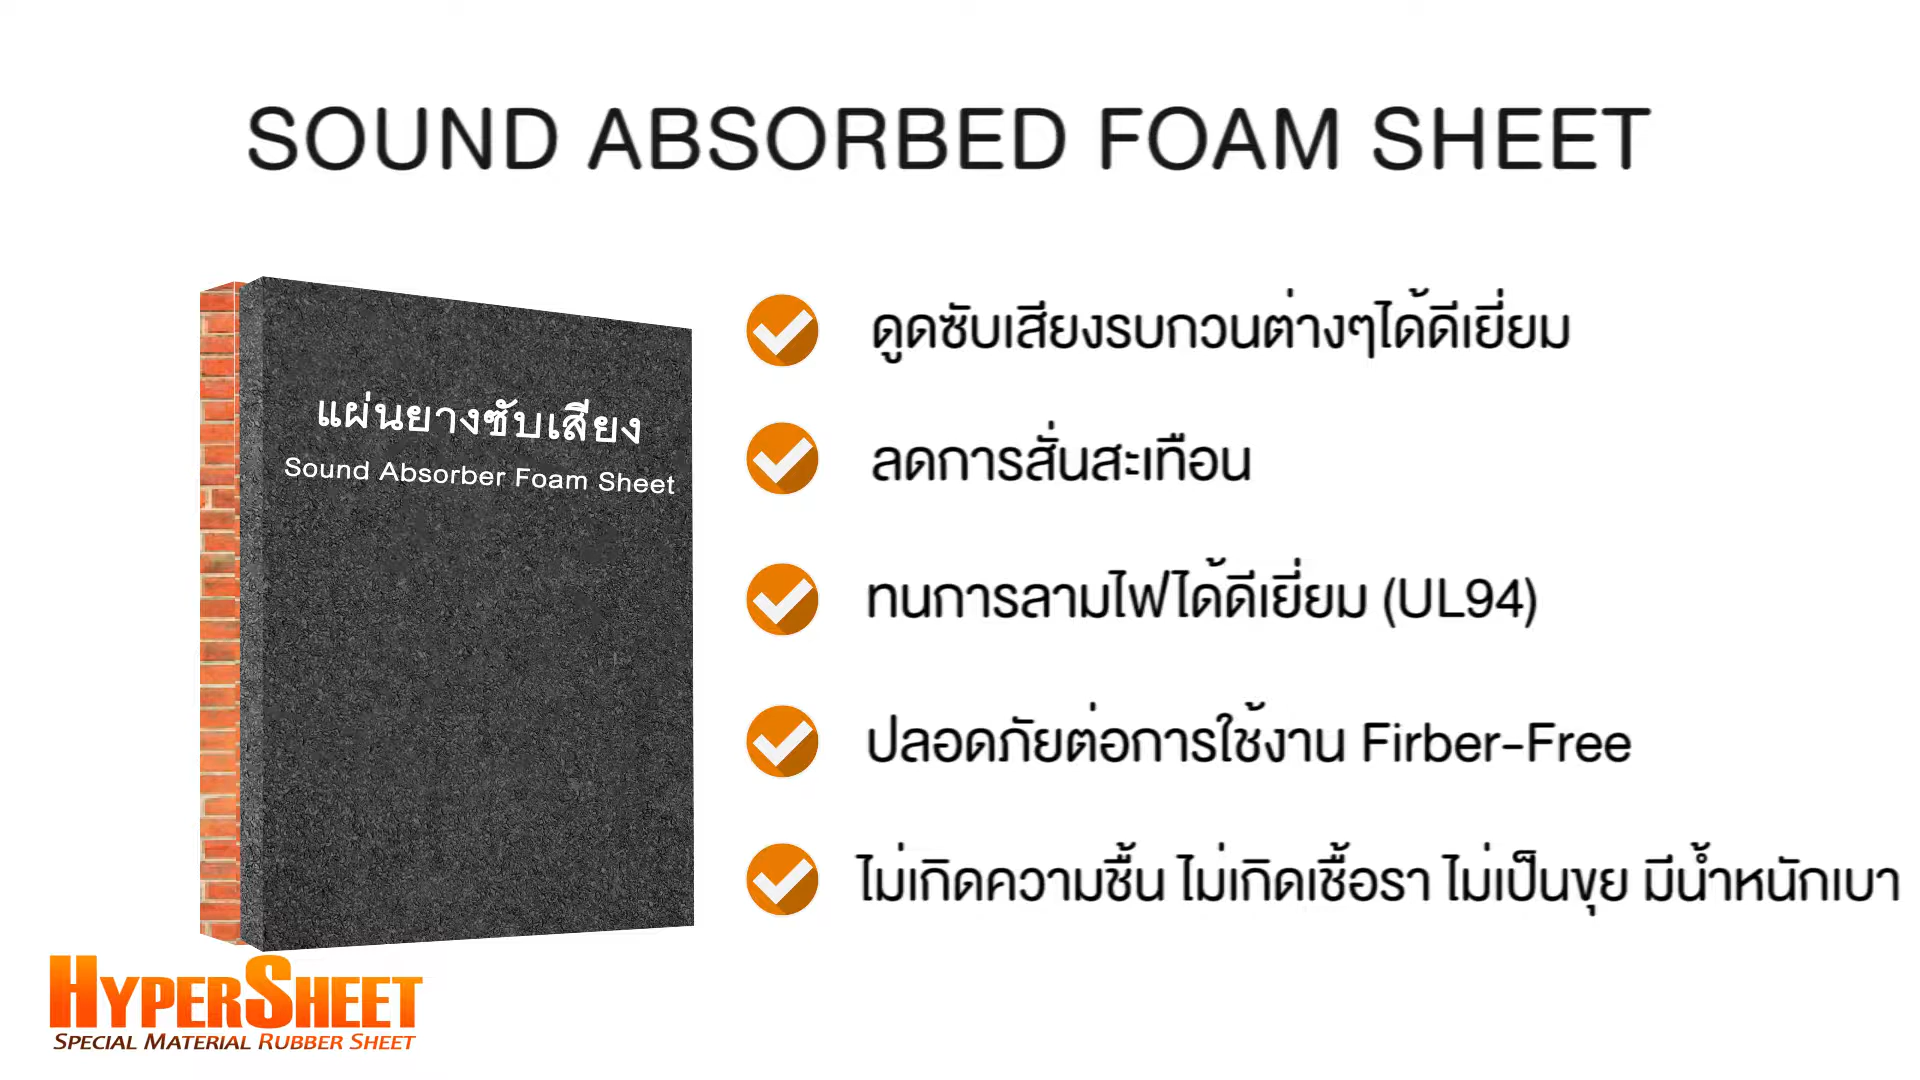 SOUND ABSORBED FOAM SHEET
แผ่นยางซับเสียง
Sound Absorber Foam Sheet
ดูดซับเสียงรบกวนต่างๆได้ดีเยี่ยม
ลดการสั่นสะเทือน
ทนการลามไฟได้ดีเยี่ยม (UL94)
ปลอดภัยต่อการใช้งาน Firber-Free
ไม่เกิดความชื้น ไม่เกิดเชื้อรา ไม่เป็นขุย มีน้ำหนักเบา
HYPERSHEET
SPECIAL MATERIAL RUBBER SHEET